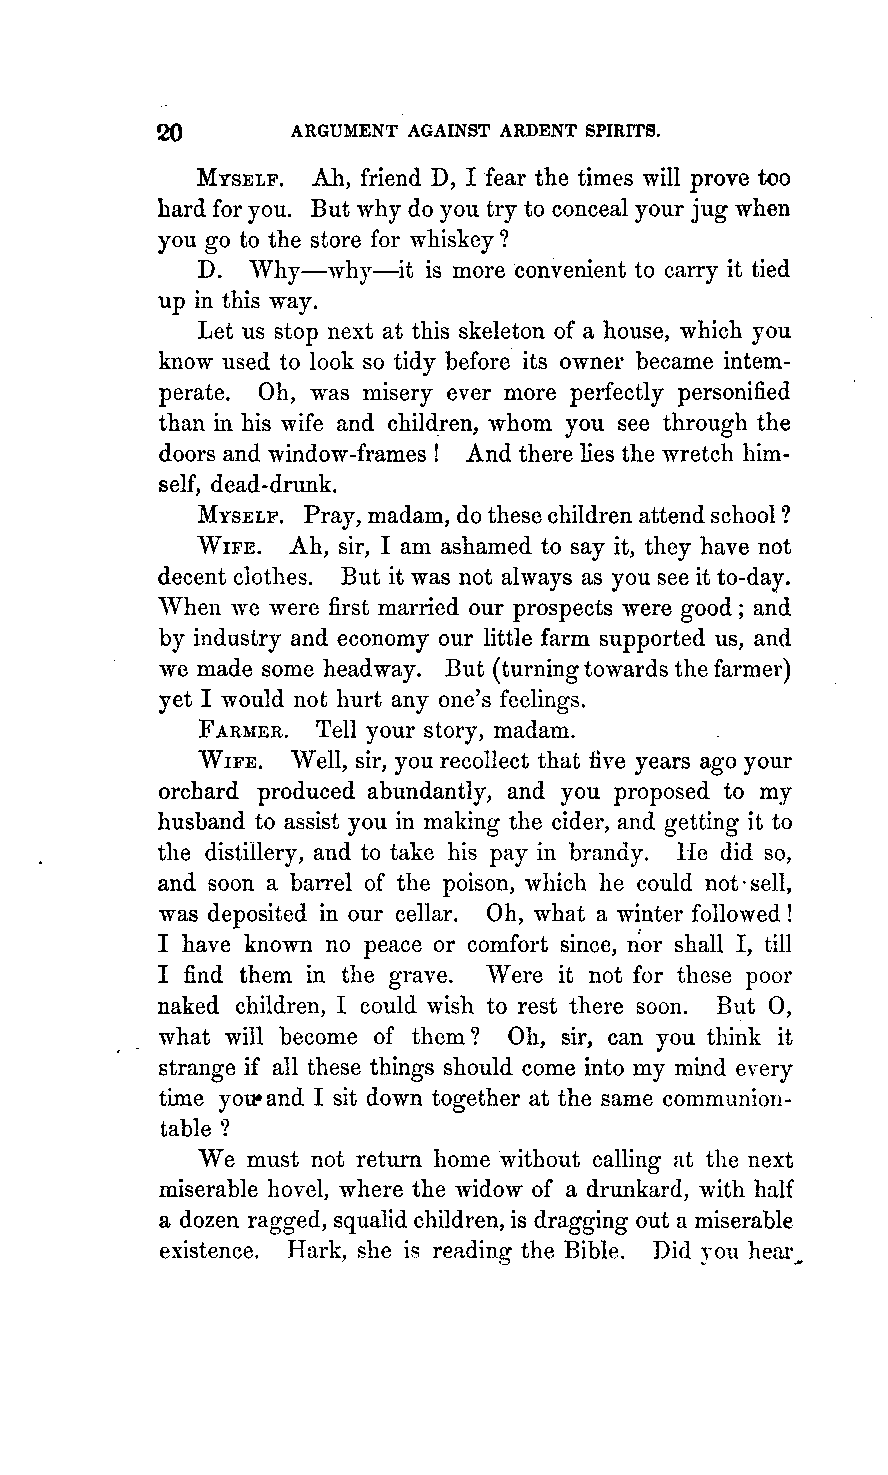 20 ARGUMENT AGAINST ARDENT SPIRITS.
MYSELF. Ah, friend D, I fear the times will prove too
hard for you. But why do you try to conceal your jug when
you go to the store for whiskey?
D. Why—why—it is more convenient to carry it tied
up in this way.
Let us stop next at this skeleton of a house, which you
know used to look so tidy before its owner became intem-
perate. Oh, was misery ever more perfectly personified
than in his wife and children, whom you see through the
doors and window-frames! And there lies the wretch him-
self, dead-drunk.
MYSELF. Pray, madam, do these children attend school?
WIFE. Ah, sir, I am ashamed to say it, they have not
decent clothes. But it was not always as you see it to-day.
When we were first married our prospects were good; and
by industry and economy our little farm supported us, and
we made some headway. But (turning towards the farmer)
yet I would not hurt any one's feelings.
FARMER. Tell your story, madam.
WIFE. Well, sir, you recollect that five years ago your
orchard produced abundantly, and you proposed to my
husband to assist you in making the cider, and getting it to
the distillery, and to take his pay in brandy. He did so,
and soon a barrel of the poison, which he could not sell,
was deposited in our cellar. Oh, what a winter followed!
I have known no peace or comfort since, nor shall I, till
I find them in the grave. Were it not for these poor
naked children, I could wish to rest there soon. But O,
what will become of them? Oh, sir, can you think it
strange if all these things should come into my mind every
time you and I sit down together at the same communion-
table?
We must not return home without calling at the next
miserable hovel, where the widow of a drunkard, with half
a dozen ragged, squalid children, is dragging out a miserable
existence. Hark, she is reading the Bible. Did you hear